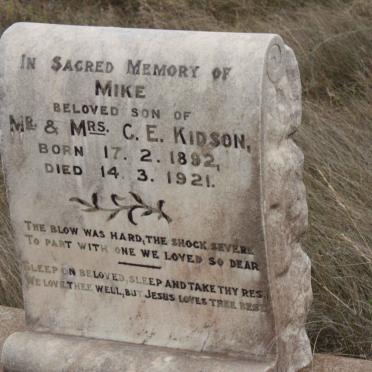 IN SACRED MEMORY OF
MIKE
BELOVED SON OF
MR. & MRS. C. E. KIDSON,
BORN 17. 2. 1892,
DIED 14. 3. 1921.
THE BLOW WAS HARD, THE SHOCK SEVERE
TO PART WITH ONE WE LOVED SO DEAR
SLEEP ON BELOVED, SLEEP AND TAKE THY REST
WE LOVE THEE WELL, BUT JESUS LOVES THEE BEST